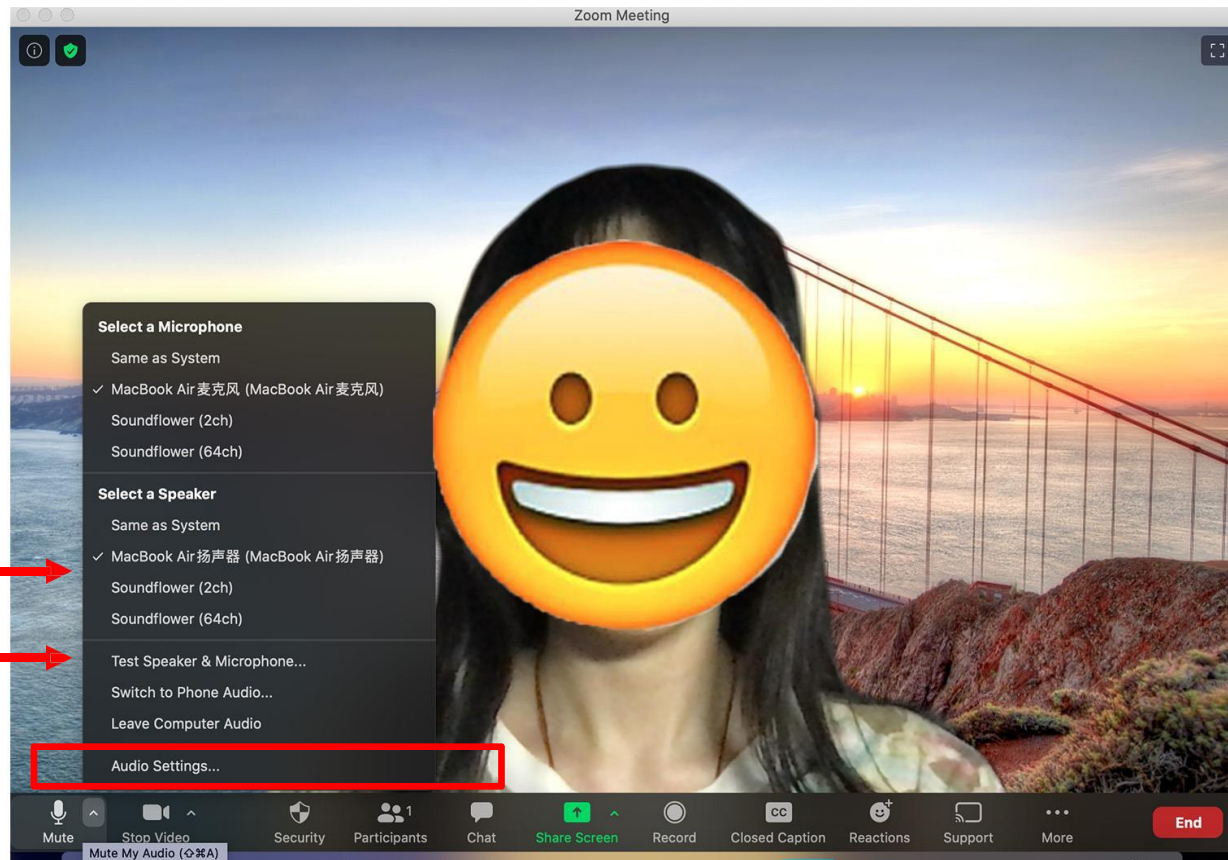 Zoom Meeting
Select a Microphone
Same as System
✓ MacBook Air麦克风 (MacBook Air麦克风)
Soundflower (2ch)
Soundflower (64ch)
Select a Speaker
Same as System
✓ MacBook Air扬声器 (MacBook Air扬声器)
Soundflower (2ch)
Soundflower (64ch)
Test Speaker & Microphone...
Switch to Phone Audio...
Leave Computer Audio
Audio Settings...
1
CC
Mute Stop Video Security Participants Chat Share Screen Record Closed Caption Reactions Support More End
Mute My Audio (⇧⌘A)